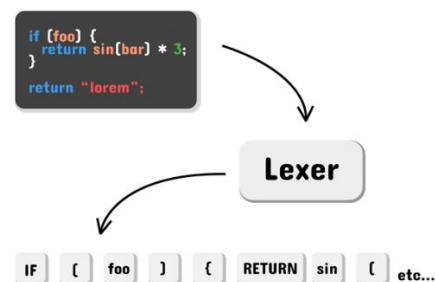 if (foo) {
return sin(bar) * 3;
}
return "lorem";
Lexer
IF ( foo ) { RETURN sin ( etc...